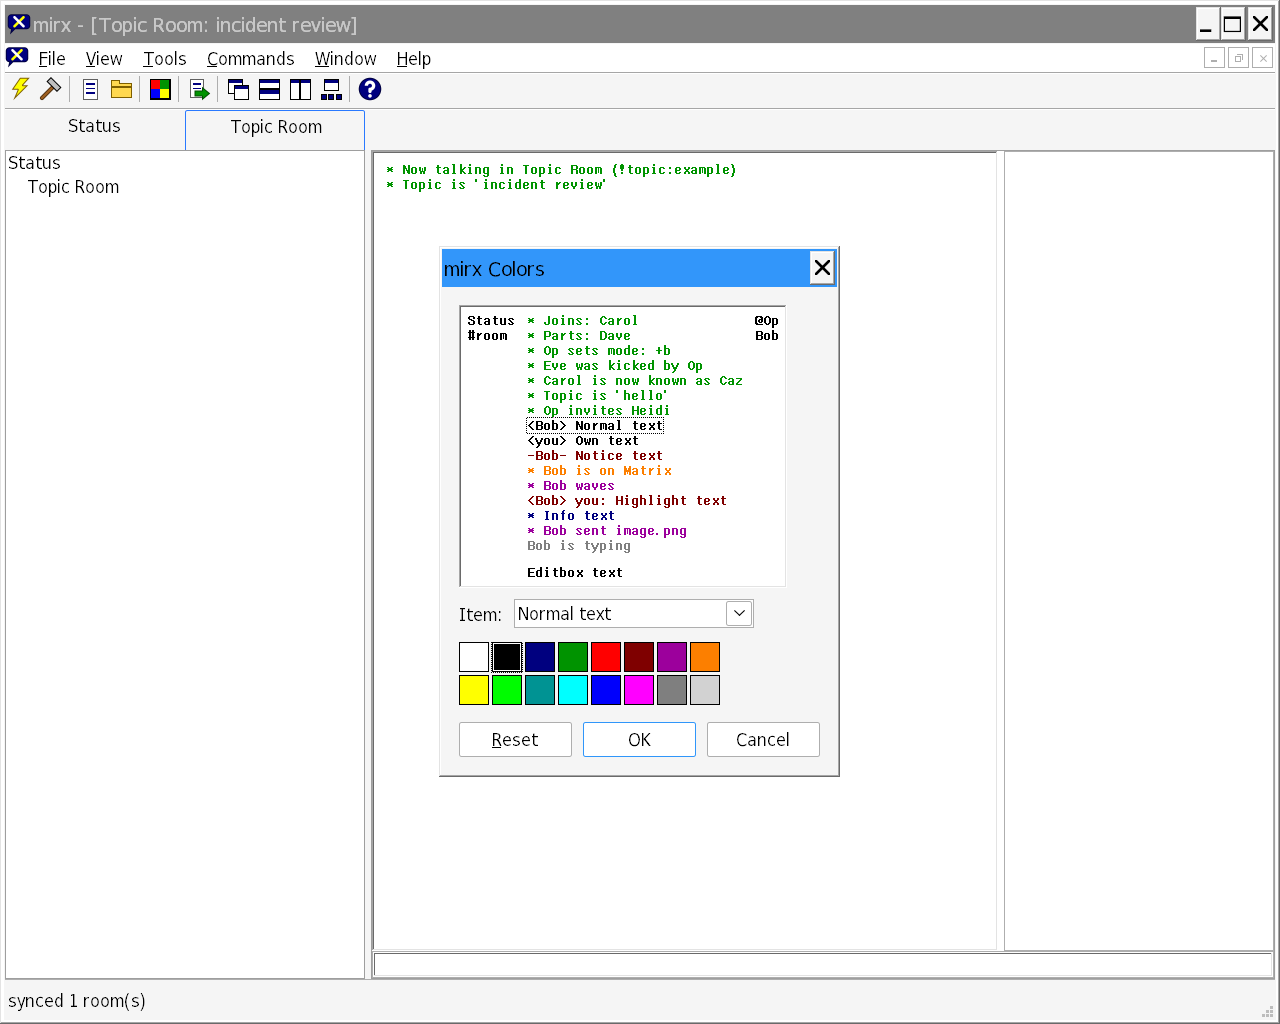 mirx - [Topic Room: incident review]
File View Tools Commands Window Help
Status Topic Room
Status
Topic Room
* Now talking in Topic Room (!topic:example)
* Topic is 'incident review'
mirx Colors
Status * Joins: Carol @Op
#room * Parts: Dave Bob
* Op sets mode: +b
* Eve was kicked by Op
* Carol is now known as Caz
* Topic is 'hello'
* Op invites Heidi
<Bob> Normal text
<you> Own text
-Bob- Notice text
* Bob is on Matrix
* Bob waves
<Bob> you: Highlight text
* Info text
* Bob sent image.png
Bob is typing
Editbox text
Item: Normal text
Reset OK Cancel
synced 1 room(s)